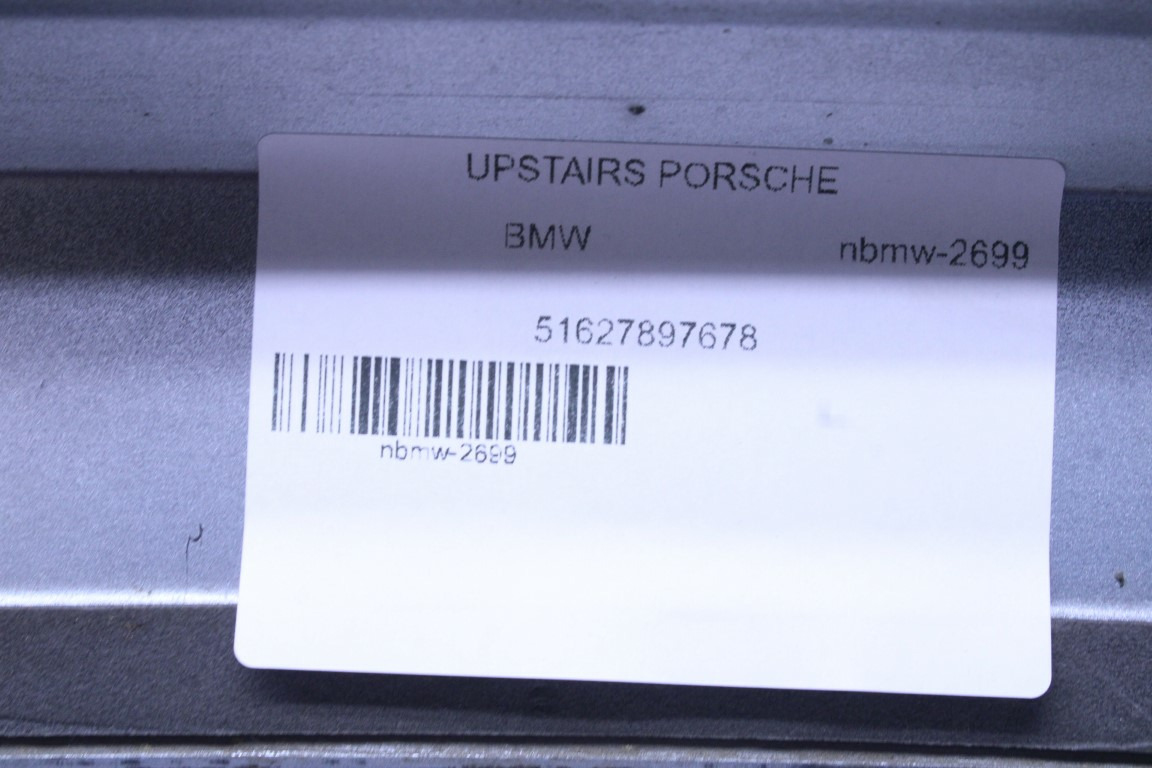 UPSTAIRS PORSCHE
BMW nbmw-2699
51627897678
nbmw-2699